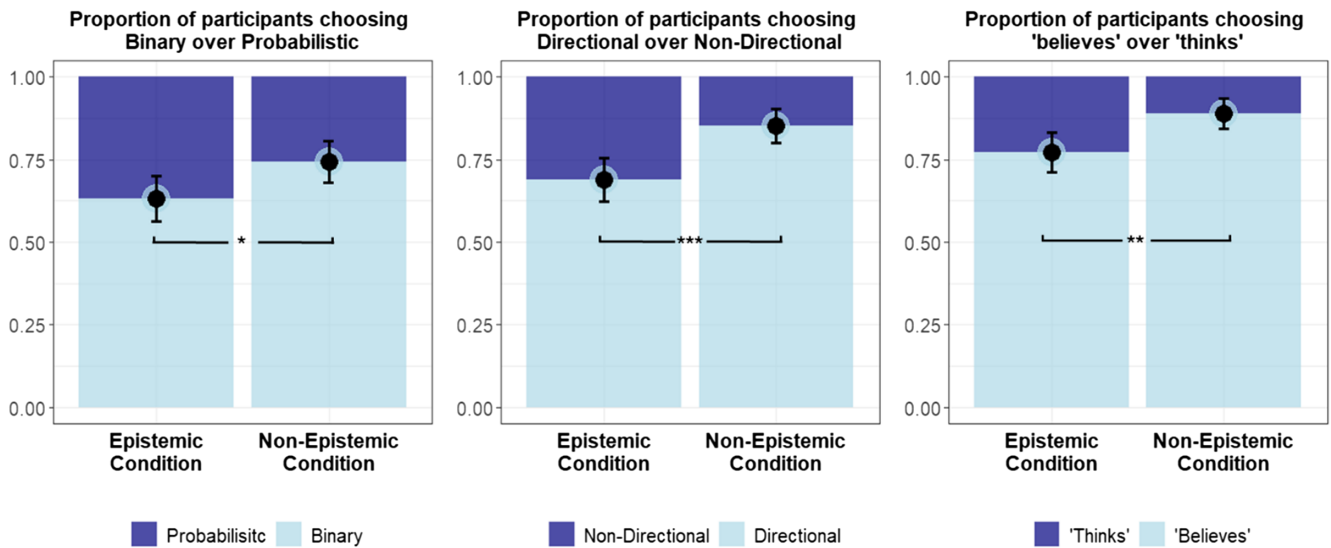 Proportion of participants choosing
Binary over Probabilistic
1.00
0.75
0.50
0.25
0.00
*
Epistemic
Condition
Non-Epistemic
Condition
Probabilisitc
Binary
Proportion of participants choosing
Directional over Non-Directional
1.00
0.75
0.50
0.25
0.00
***
Epistemic
Condition
Non-Epistemic
Condition
Non-Directional
Directional
Proportion of participants choosing
'believes' over 'thinks'
1.00
0.75
0.50
0.25
0.00
**
Epistemic
Condition
Non-Epistemic
Condition
'Thinks'
'Believes'